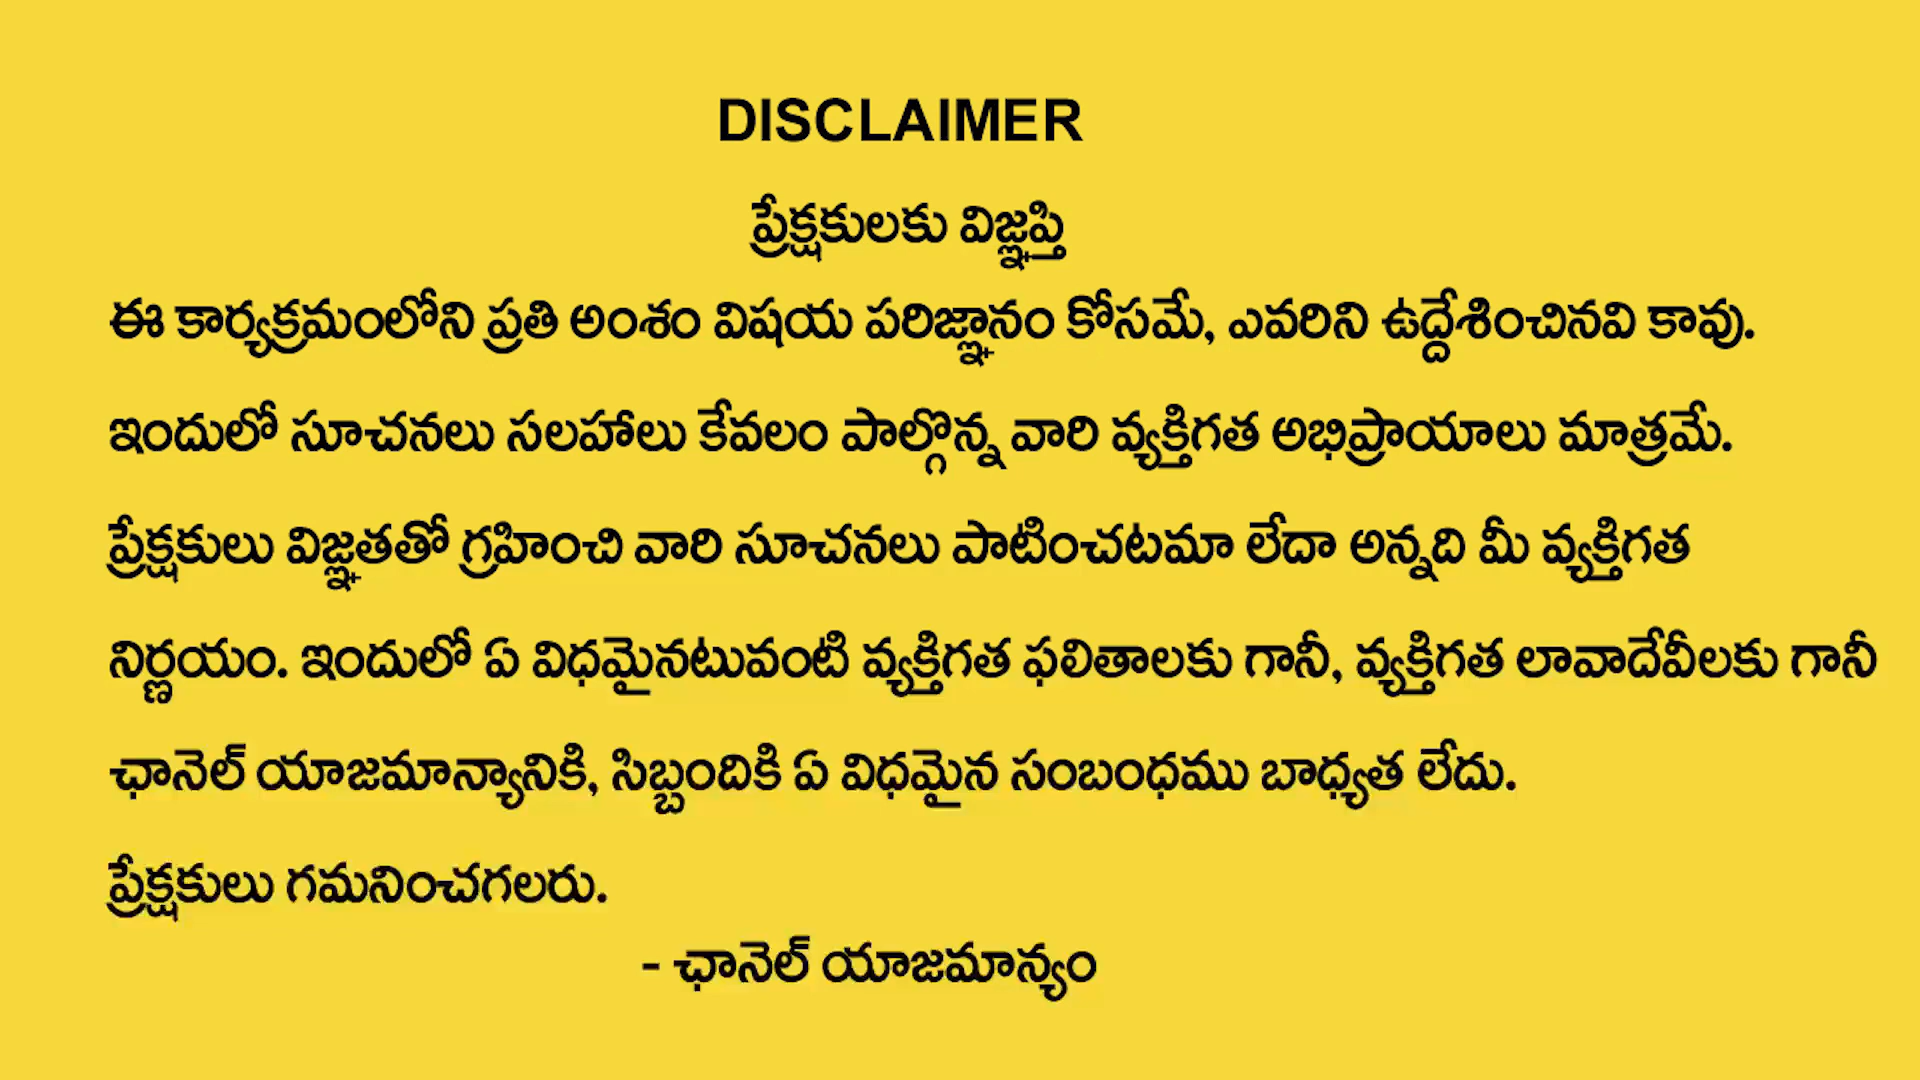 DISCLAIMER
ప్రేక్షకులకు విజ్ఞప్తి
ఈ కార్యక్రమంలోని ప్రతి అంశం విషయ పరిజ్ఞానం కోసమే, ఎవరిని ఉద్దేశించినవి కావు.
ఇందులో సూచనలు సలహాలు కేవలం పాల్గొన్న వారి వ్యక్తిగత అభిప్రాయాలు మాత్రమే.
ప్రేక్షకులు విజ్ఞతతో గ్రహించి వారి సూచనలు పాటించటమా లేదా అన్నది మీ వ్యక్తిగత
నిర్ణయం. ఇందులో ఏ విధమైనటువంటి వ్యక్తిగత ఫలితాలకు గానీ, వ్యక్తిగత లావాదేవీలకు గానీ
ఛానెల్ యాజమాన్యానికి, సిబ్బందికి ఏ విధమైన సంబంధము బాధ్యత లేదు.
ప్రేక్షకులు గమనించగలరు.
- ఛానెల్ యాజమాన్యం